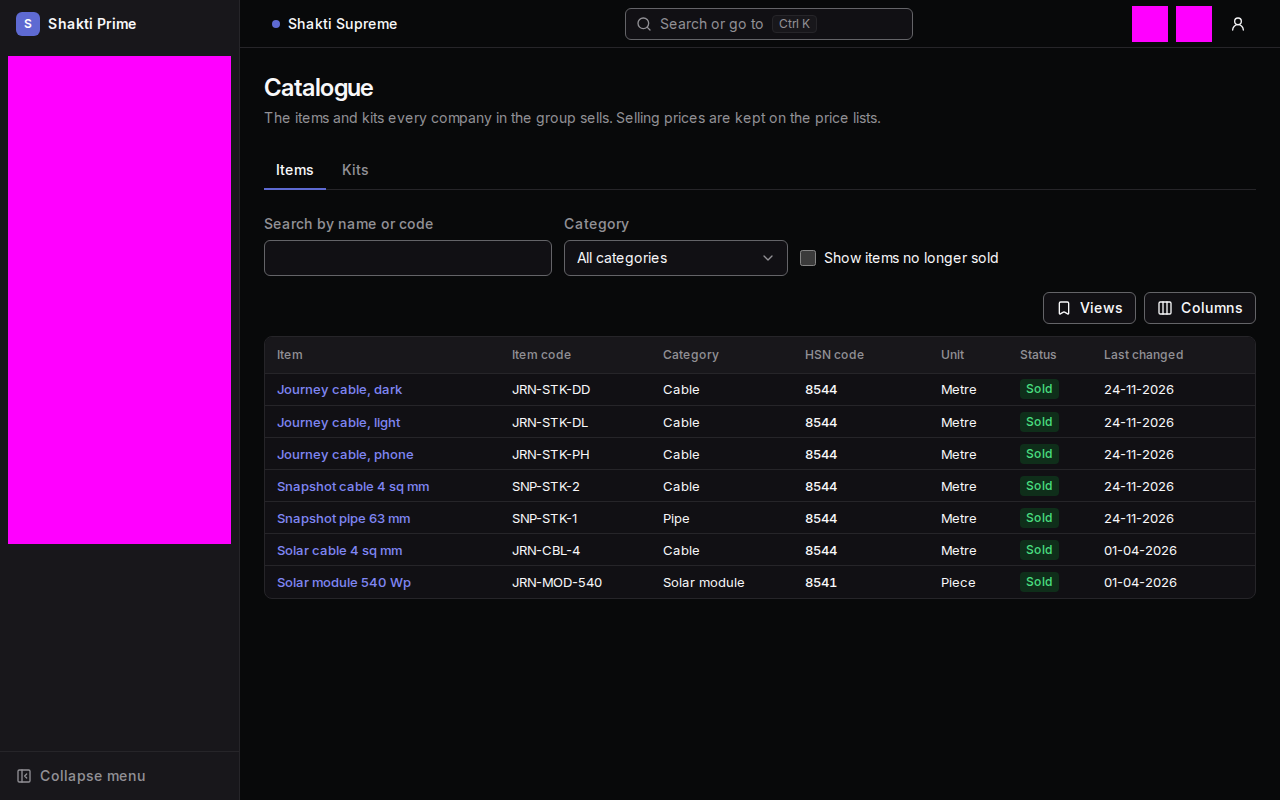 S Shakti Prime
Shakti Supreme
Search or go to Ctrl K
Catalogue
The items and kits every company in the group sells. Selling prices are kept on the price lists.
Items Kits
Search by name or code Category
All categories Show items no longer sold
Views Columns
Item Item code Category HSN code Unit Status Last changed
Journey cable, dark JRN-STK-DD Cable 8544 Metre Sold 24-11-2026
Journey cable, light JRN-STK-DL Cable 8544 Metre Sold 24-11-2026
Journey cable, phone JRN-STK-PH Cable 8544 Metre Sold 24-11-2026
Snapshot cable 4 sq mm SNP-STK-2 Cable 8544 Metre Sold 24-11-2026
Snapshot pipe 63 mm SNP-STK-1 Pipe 8544 Metre Sold 24-11-2026
Solar cable 4 sq mm JRN-CBL-4 Cable 8544 Metre Sold 01-04-2026
Solar module 540 Wp JRN-MOD-540 Solar module 8541 Piece Sold 01-04-2026
Collapse menu